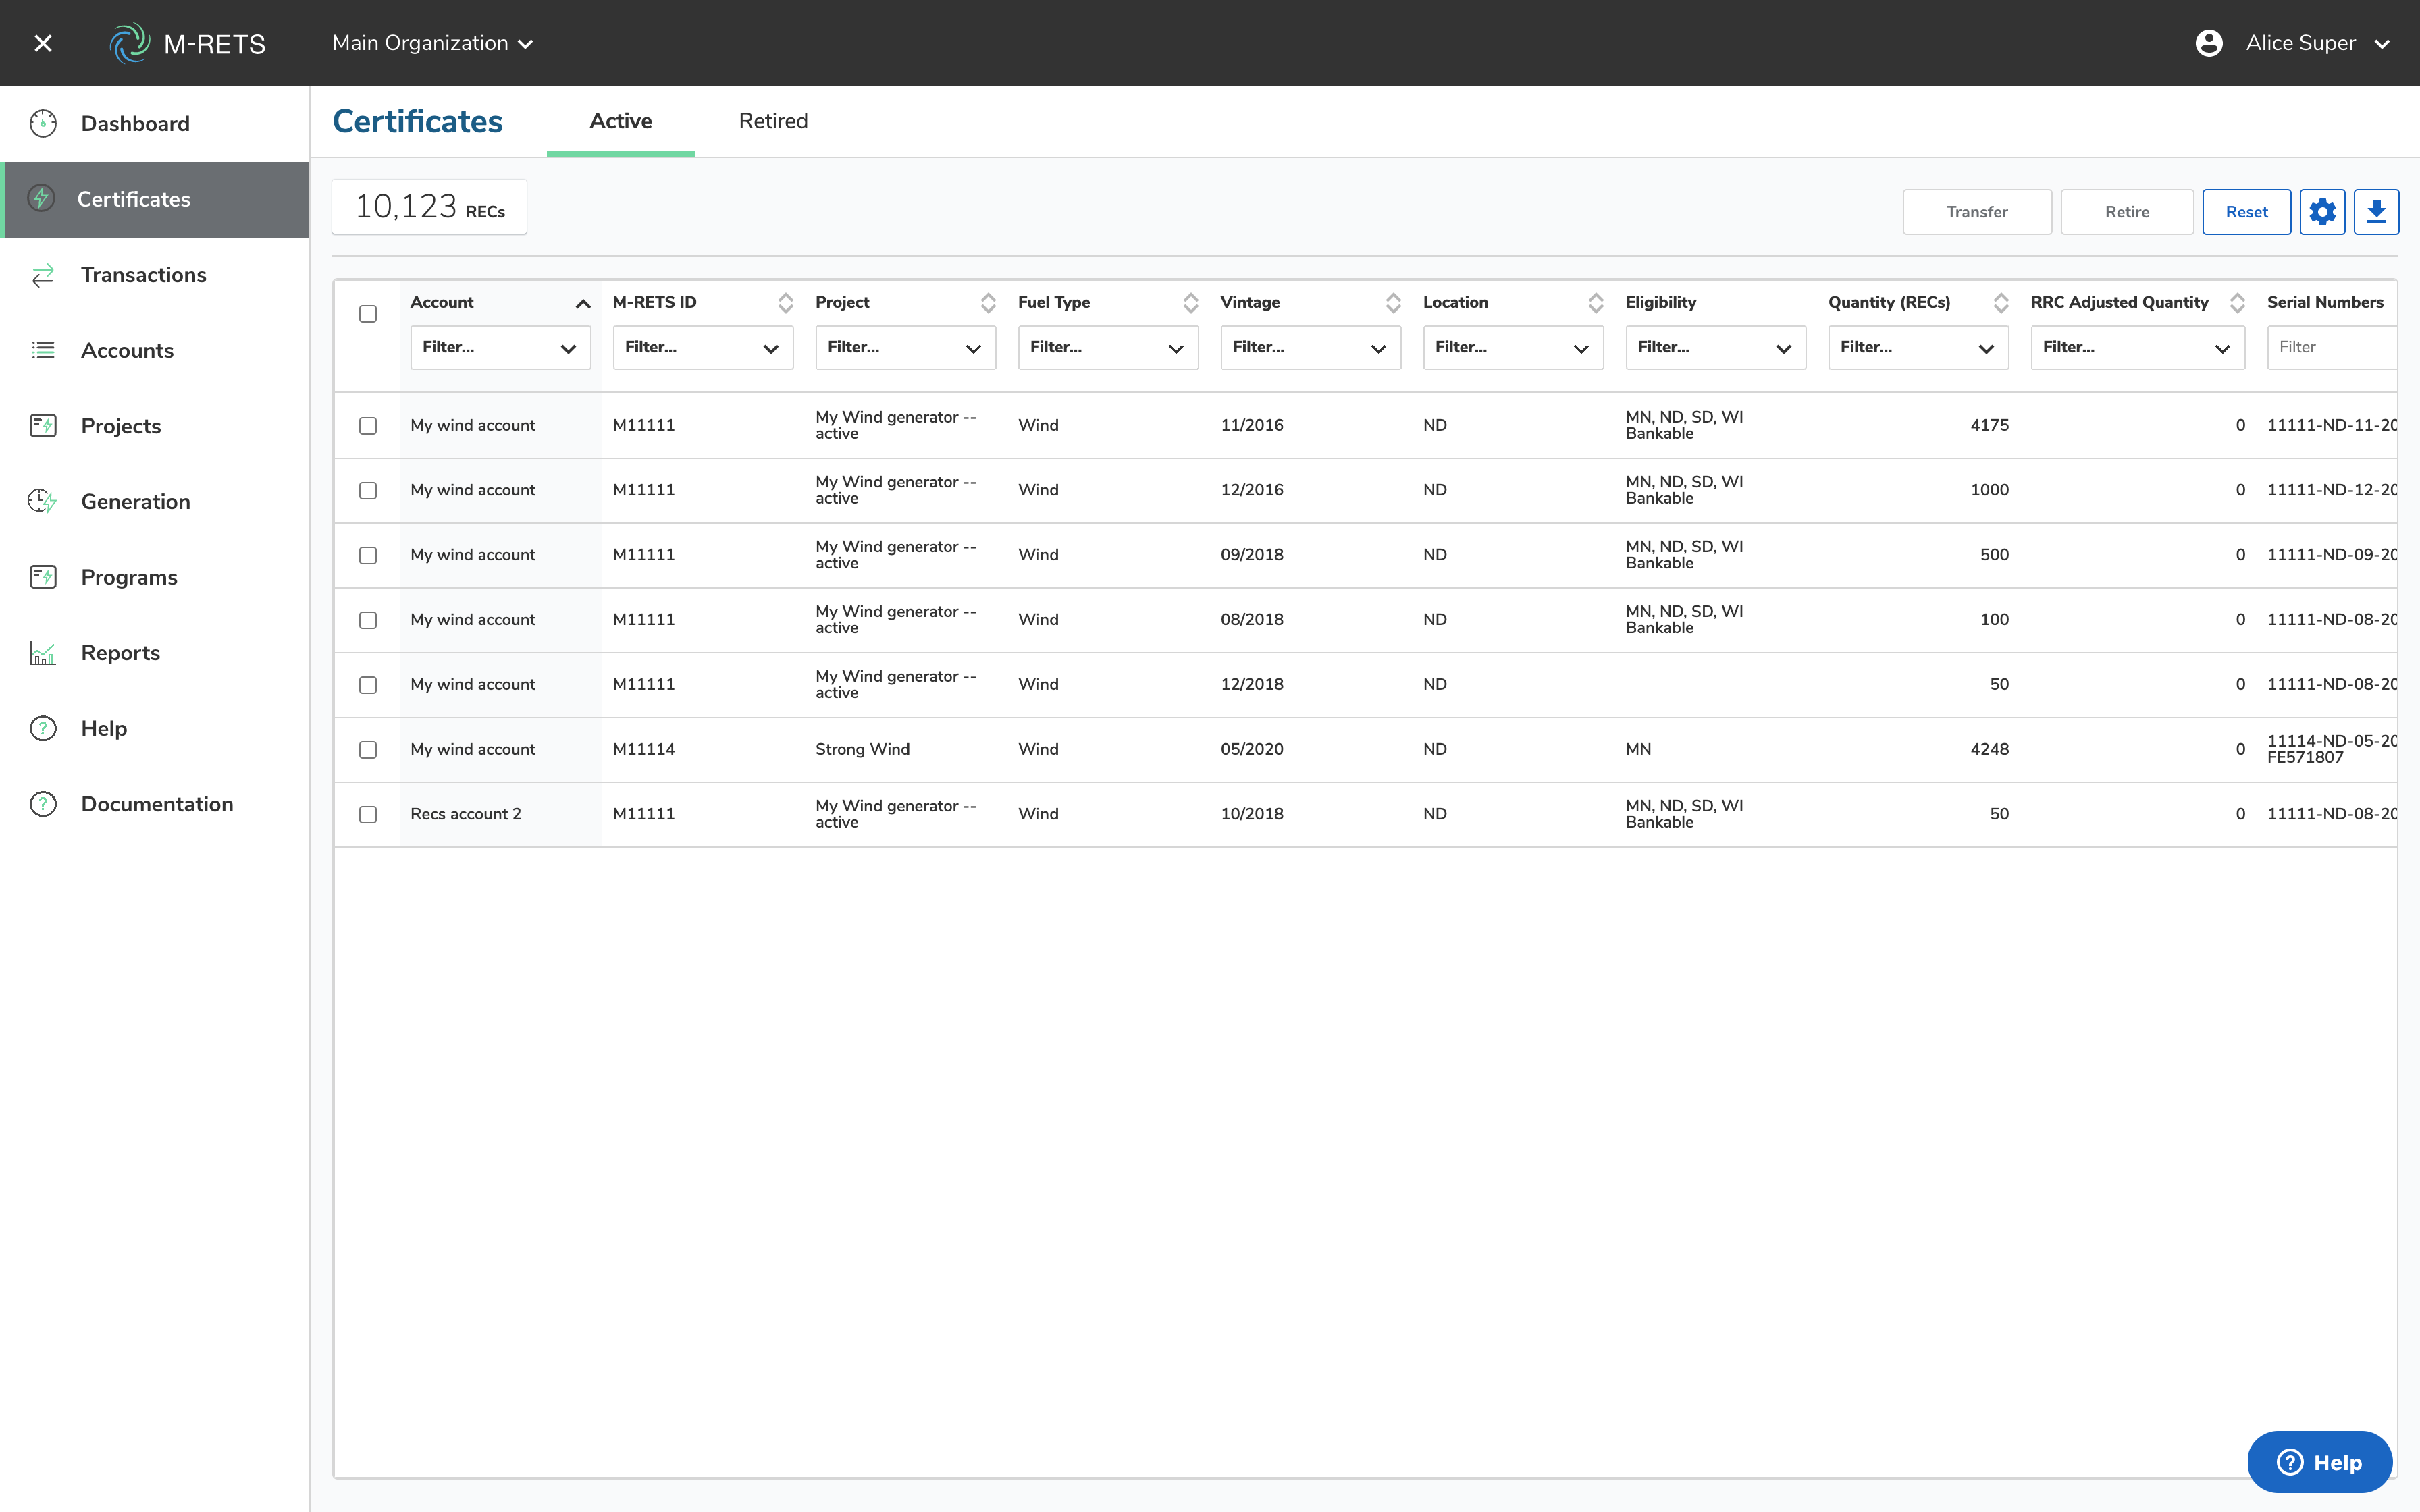 M-RETS
Main Organization
Alice Super
Dashboard
Certificates
Transactions
Accounts
Projects
Generation
Programs
Reports
Help
Documentation
Certificates
Active
Retired
10,123 RECs
Transfer
Retire
Reset
Account M-RETS ID Project Fuel Type Vintage Location Eligibility Quantity (RECs) RRC Adjusted Quantity Serial Numbers
Filter... Filter... Filter... Filter... Filter... Filter... Filter... Filter... Filter... Filter
My wind account M11111 My Wind generator -- active Wind 11/2016 ND MN, ND, SD, WI Bankable 4175 0 11111-ND-11-20
My wind account M11111 My Wind generator -- active Wind 12/2016 ND MN, ND, SD, WI Bankable 1000 0 11111-ND-12-20
My wind account M11111 My Wind generator -- active Wind 09/2018 ND MN, ND, SD, WI Bankable 500 0 11111-ND-09-20
My wind account M11111 My Wind generator -- active Wind 08/2018 ND MN, ND, SD, WI Bankable 100 0 11111-ND-08-20
My wind account M11111 My Wind generator -- active Wind 12/2018 ND 50 0 11111-ND-08-20
My wind account M11114 Strong Wind Wind 05/2020 ND MN 4248 0 11114-ND-05-20 FE571807
Recs account 2 M11111 My Wind generator -- active Wind 10/2018 ND MN, ND, SD, WI Bankable 50 0 11111-ND-08-20
Help